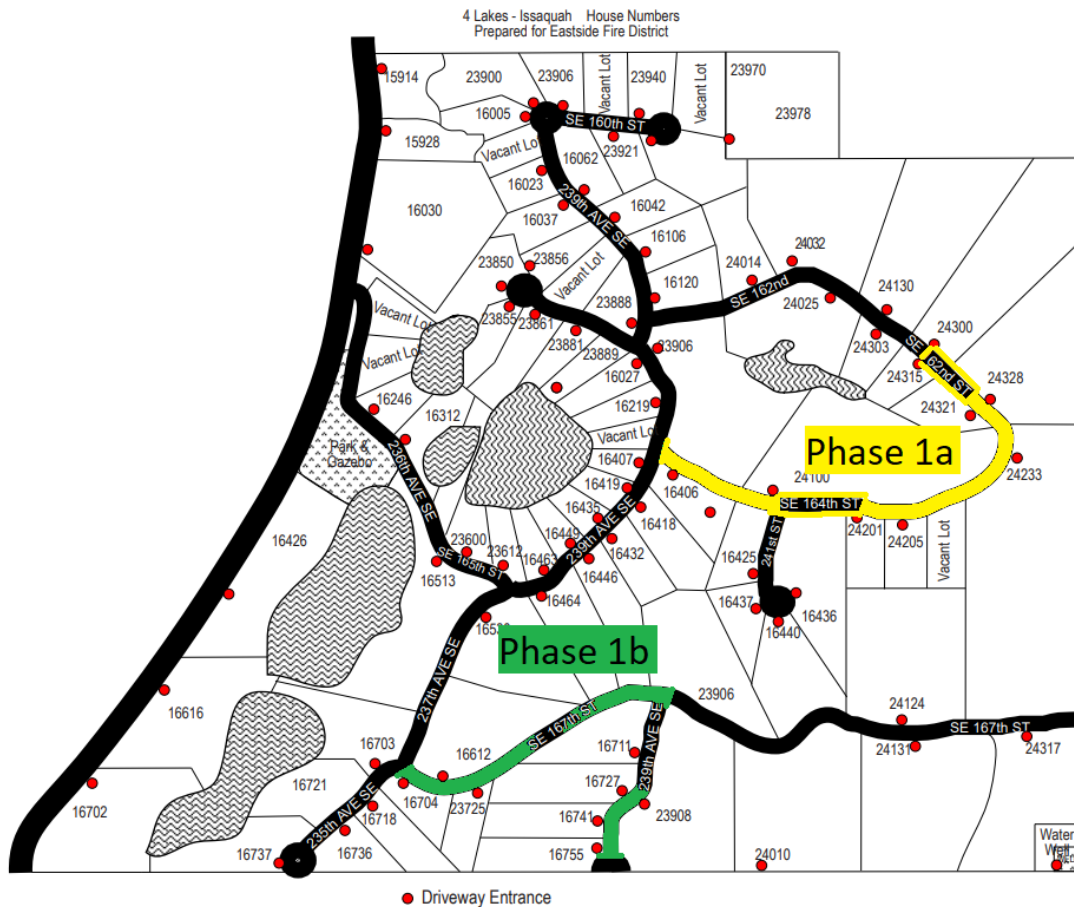 4 Lakes - Issaquah House Numbers
Prepared for Eastside Fire District
15914
23900
23906
Vacant Lot
23940
Vacant Lot
23970
23978
16005
SE 160th ST
15928
Vacant Lot
23921
16062
16023
16030
16037
239th AVE SE
16042
16106
23850
23856
Vacant Lot
24032
24014
16120
SE 162nd
24025
24130
Vacant Lot
23855
23861
23888
23881
23889
23906
24303
24300
SE 62nd ST
24315
24328
Vacant Lot
16027
24321
16246
16312
16219
Vacant Lot
Phase 1a
Park &
Gazebo
236th AVE SE
16407
24100
24233
16419
16406
SE 164th ST
16435
16418
24201
24205
Vacant Lot
16426
239th AVE SE
241st ST
23600
23612
16449
16432
16425
SE 165th ST
16463
16446
16513
16464
16437
16436
16440
Phase 1b
237th AVE SE
23906
16616
SE 167th ST
24124
SE 167th ST
16703
16612
16711
239th AVE SE
24131
24317
16702
16721
16704
23725
16727
16718
16741
23908
235th AVE SE
16736
16737
16755
24010
Water
Well
Driveway Entrance